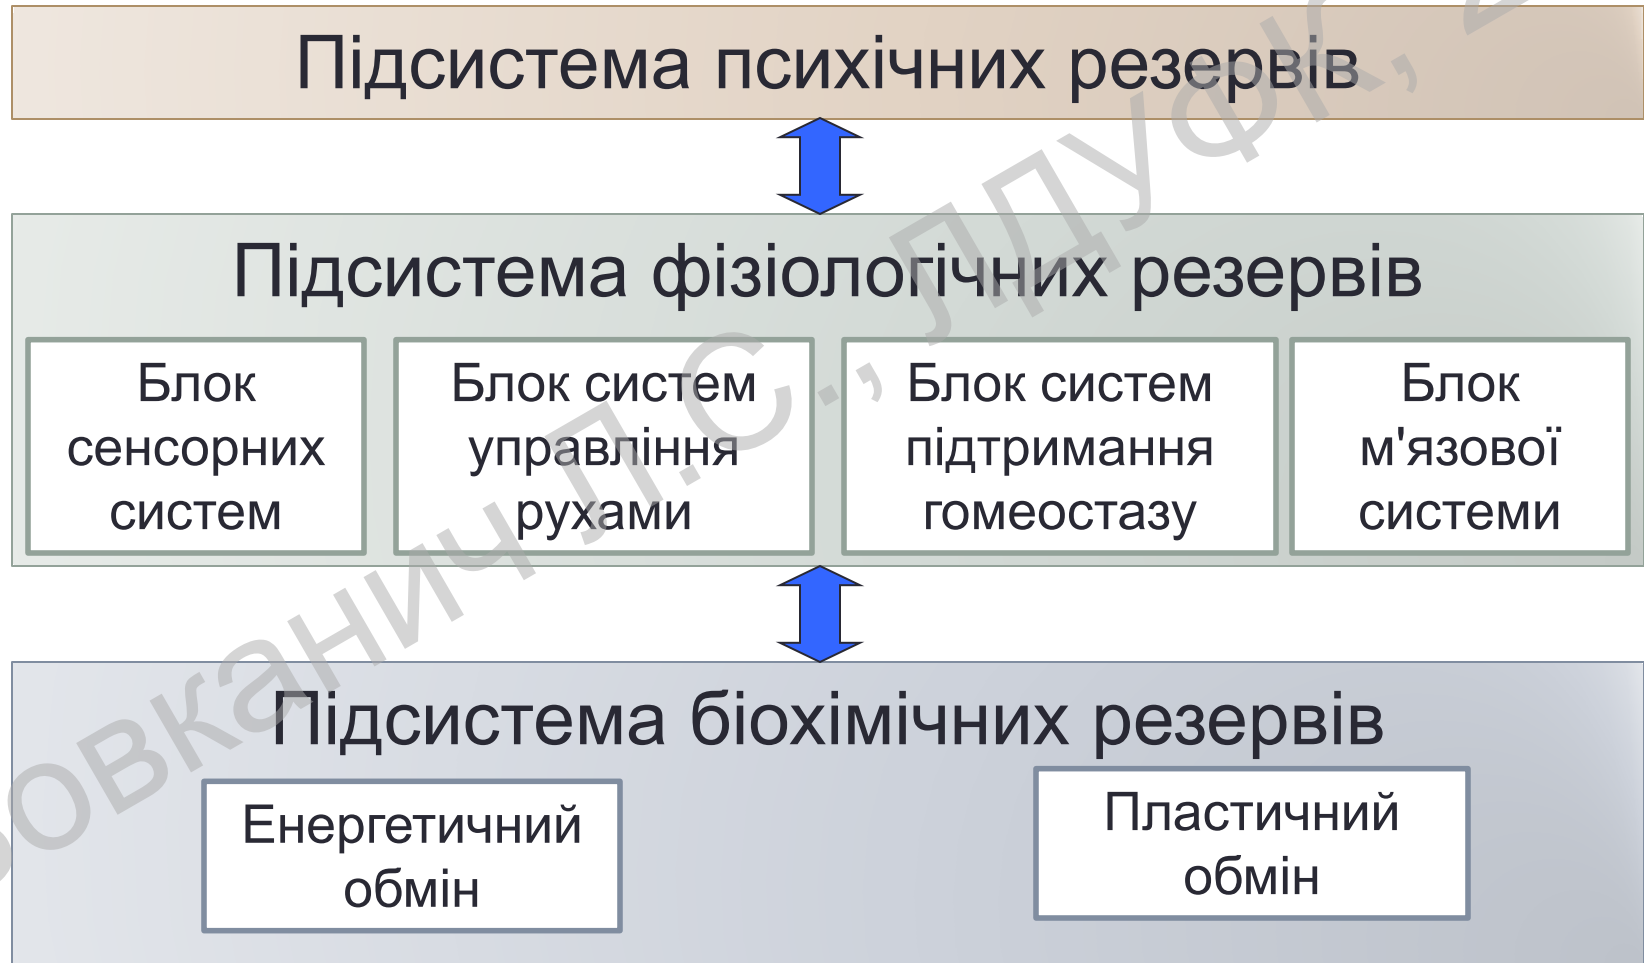 Підсистема психічних резервів
Підсистема фізіологічних резервів
Блок
сенсорних
систем
Блок систем
управління
рухами
Блок систем
підтримання
гомеостазу
Блок
м'язової
системи
Підсистема біохімічних резервів
Енергетичний
обмін
Пластичний
обмін
Л.С., ЛДУФК,